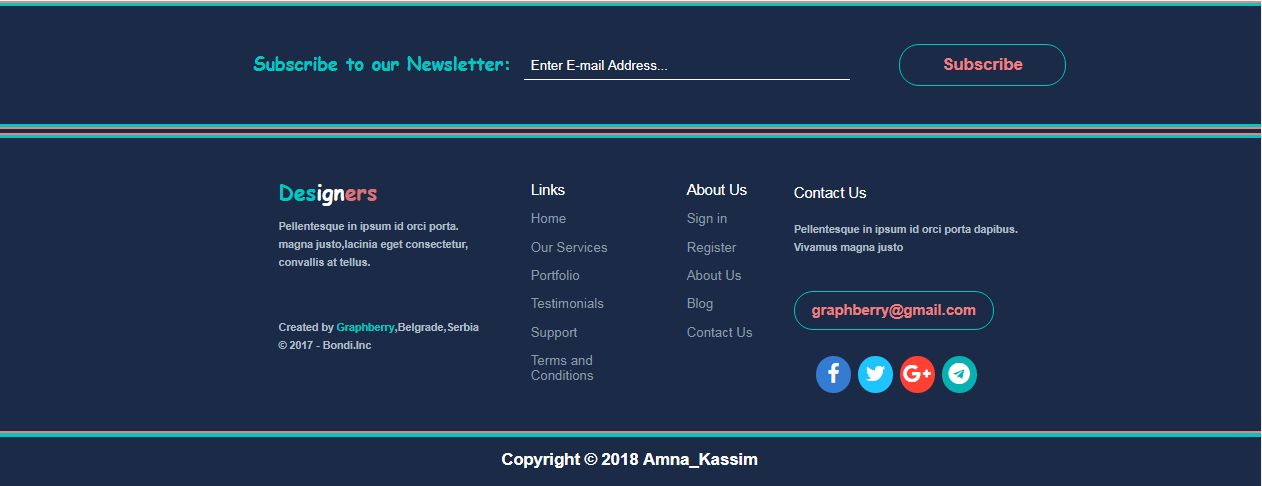 Subscribe to our Newsletter:
Enter E-mail Address...
Subscribe
Designers
Pellentesque in ipsum id orci porta.
magna justo,lacinia eget consectetur,
convallis at tellus.
Created by Graphberry,Belgrade,Serbia
© 2017 - Bondi.Inc
Links
Home
Our Services
Portfolio
Testimonials
Support
Terms and
Conditions
About Us
Sign in
Register
About Us
Blog
Contact Us
Contact Us
Pellentesque in ipsum id orci porta dapibus.
Vivamus magna justo
graphberry@gmail.com
f
G+
Copyright © 2018 Amna_Kassim